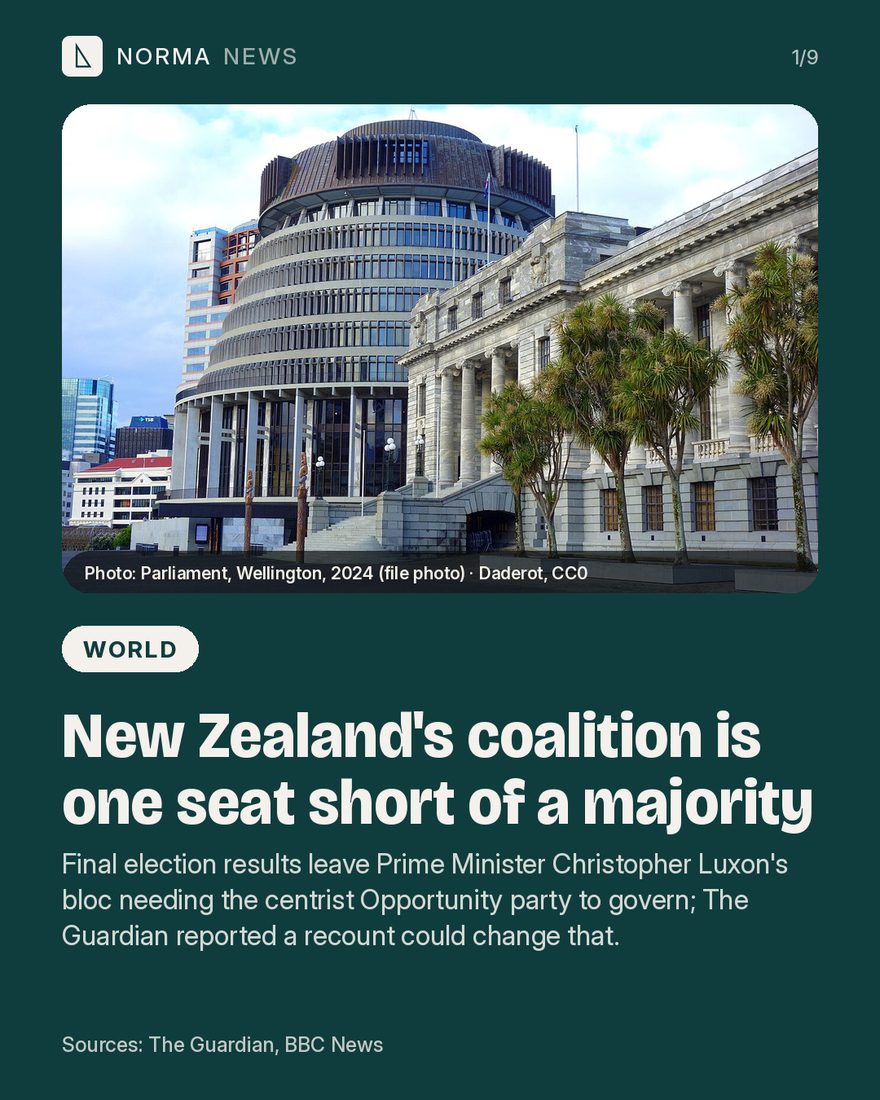 NORMA NEWS
1/9
TSB
Photo: Parliament, Wellington, 2024 (file photo) · Daderot, CC0
WORLD
New Zealand's coalition is
one seat short of a majority
Final election results leave Prime Minister Christopher Luxon's
bloc needing the centrist Opportunity party to govern; The
Guardian reported a recount could change that.
Sources: The Guardian, BBC News